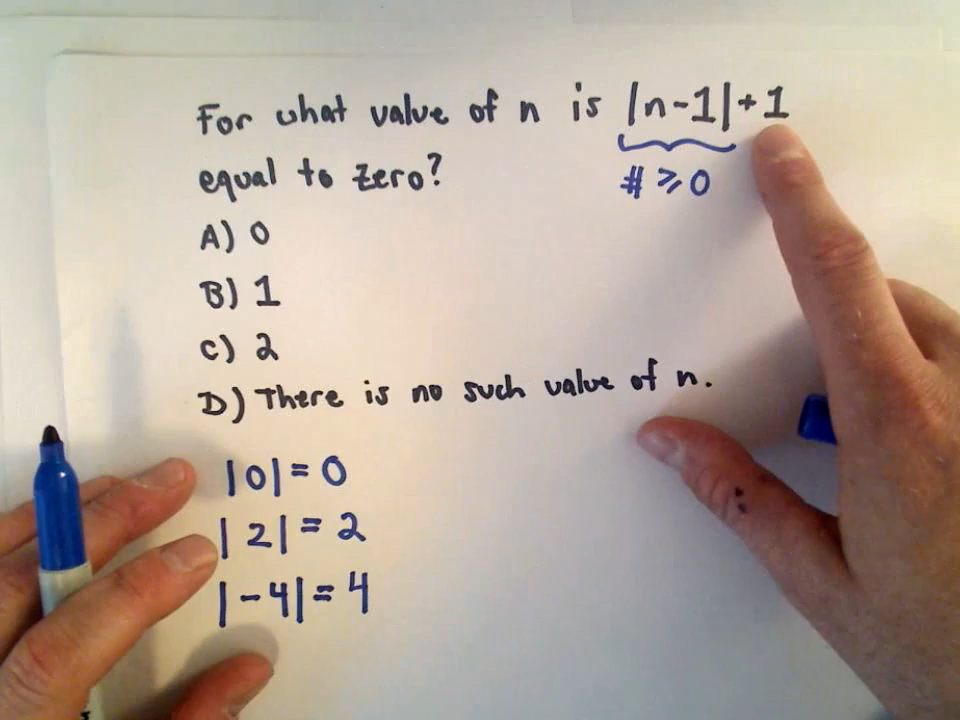 For what value of n is |n-1|+1
equal to zero?
# ⩾ 0
A) 0
B) 1
C) 2
D) There is no such value of n.
|0|=0
|2|=2
|-4|=4